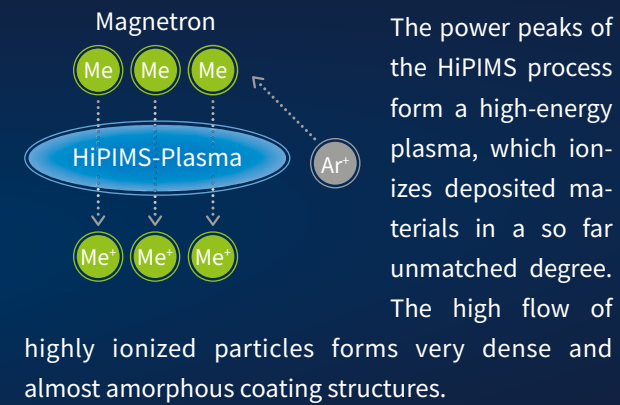 Magnetron
Me Me Me
HiPIMS-Plasma
Ar⁺
Me⁺ Me⁺ Me⁺
The power peaks of
the HiPIMS process
form a high-energy
plasma, which ion-
izes deposited ma-
terials in a so far
unmatched degree.
The high flow of
highly ionized particles forms very dense and
almost amorphous coating structures.